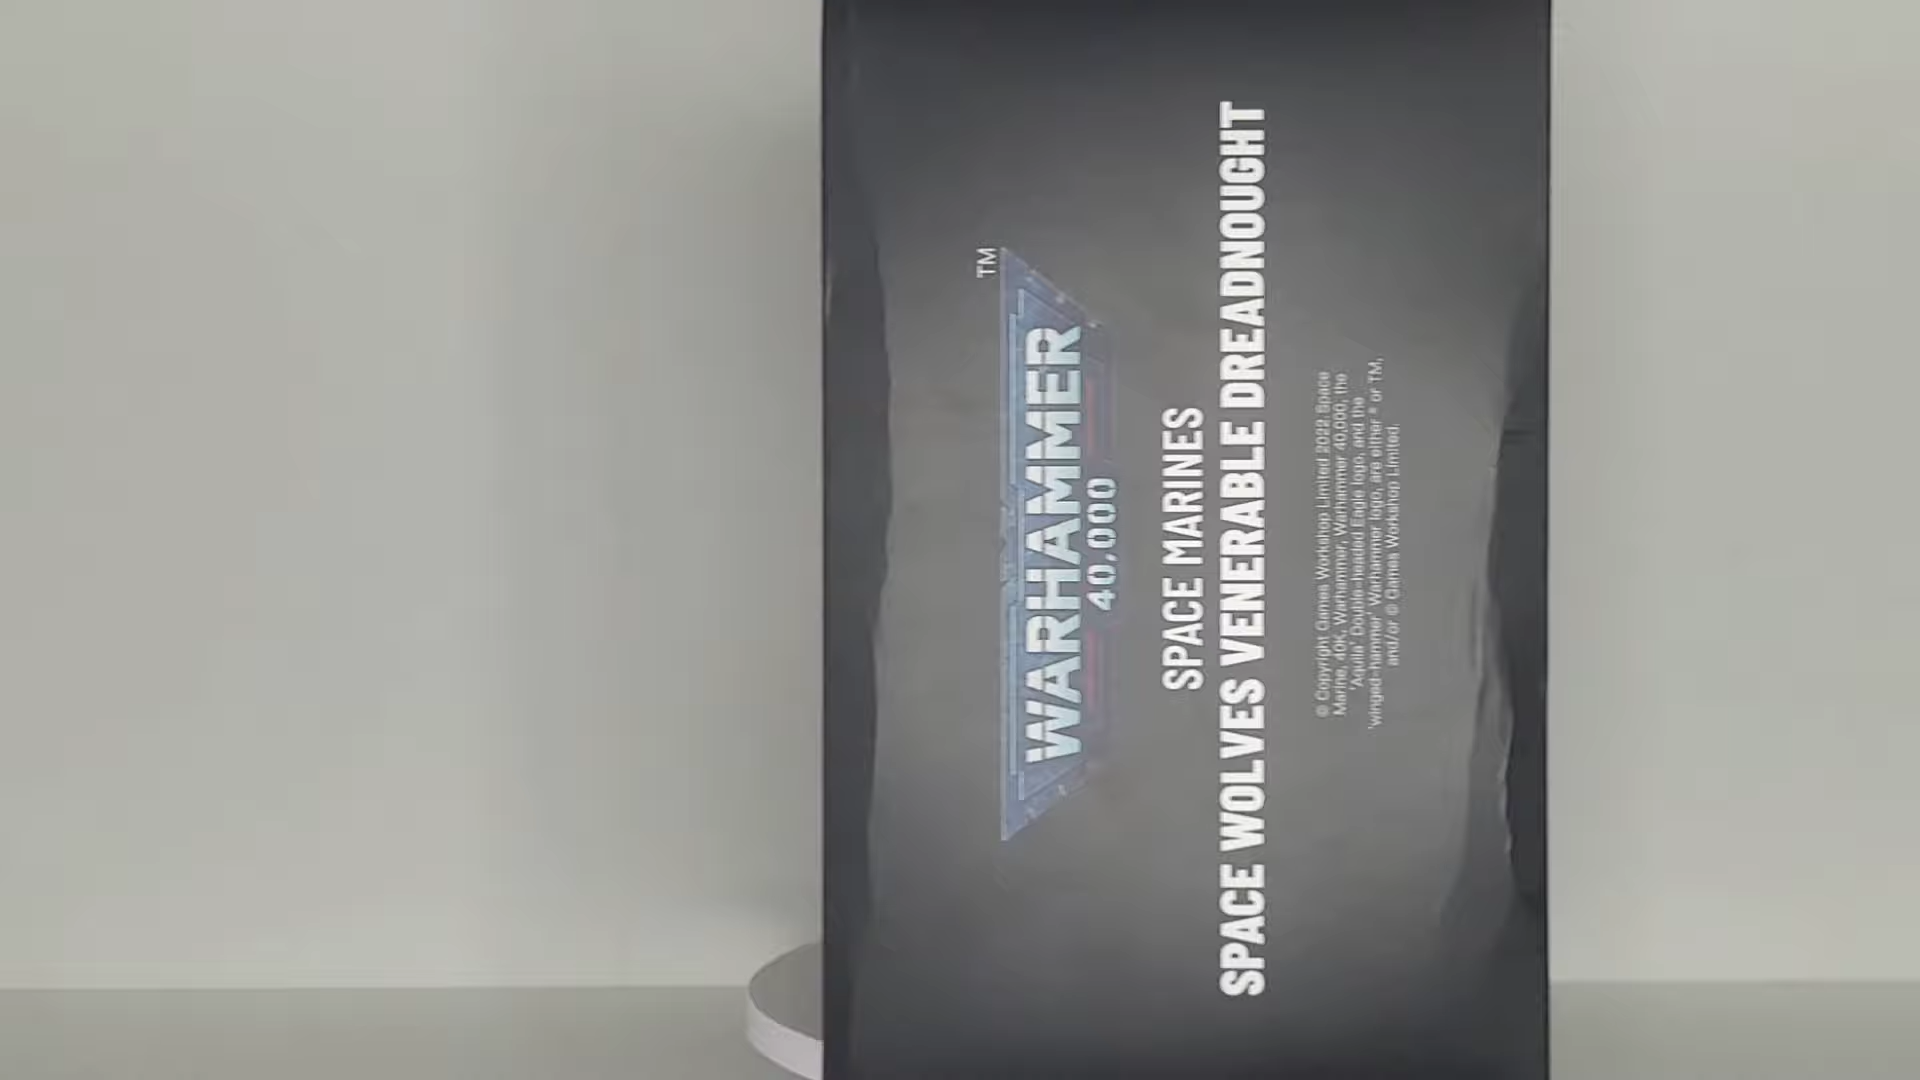 WARHAMMER
40,000
TM
SPACE MARINES
SPACE WOLVES VENERABLE DREADNOUGHT
© Copyright Games Workshop Limited 2022. Space
Marine, 40K, Warhammer, Warhammer 40,000, the
'Aquila' Double-headed Eagle logo, and the
'winged-hammer' Warhammer logo, are either ® or TM,
and/or © Games Workshop Limited.